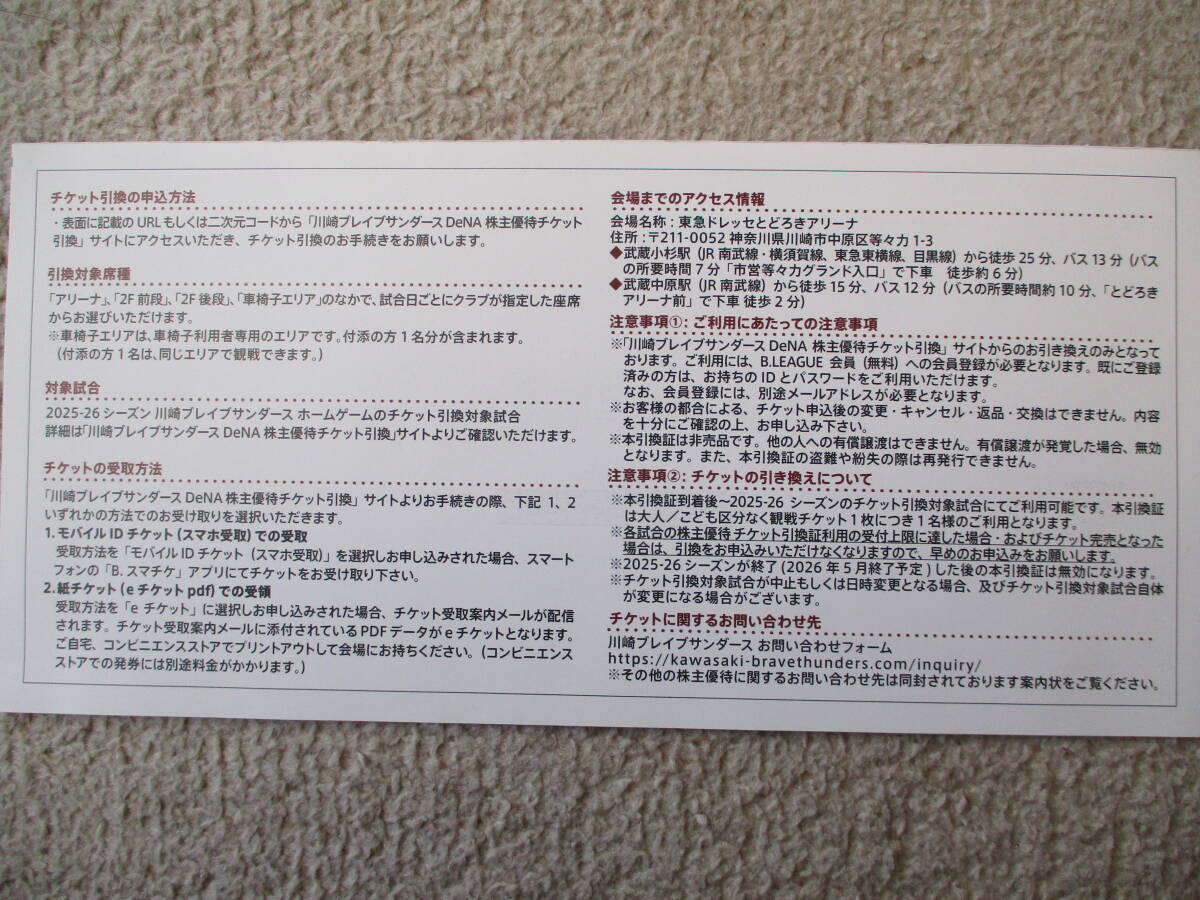 チケット引換の申込方法
・表面に記載の URL もしくは二次元コードから「川崎ブレイブサンダース DeNA 株主優待チケット
引換」サイトにアクセスいただき、チケット引換のお手続きをお願いします。
引換対象席種
「アリーナ」、「2F 前段」、「2F 後段」、「車椅子エリア」のなかで、試合日ごとにクラブが指定した座席
からお選びいただけます。
※車椅子エリアは、車椅子利用者専用のエリアです。付添の方 1 名分が含まれます。
（付添の方 1 名は、同じエリアで観戦できます。）
対象試合
2025-26 シーズン 川崎ブレイブサンダース ホームゲームのチケット引換対象試合
詳細は「川崎ブレイブサンダース DeNA 株主優待チケット引換」サイトよりご確認いただけます。
チケットの受取方法
「川崎ブレイブサンダース DeNA 株主優待チケット引換」サイトよりお手続きの際、下記 1、2
いずれかの方法でのお受け取りを選択いただきます。
1. モバイル ID チケット (スマホ受取) での受取
受取方法を「モバイル ID チケット（スマホ受取）」を選択しお申し込みされた場合、スマート
フォンの「B. スマチケ」アプリにてチケットをお受け取り下さい。
2. 紙チケット (e チケット pdf) での受領
受取方法を「e チケット」に選択しお申し込みされた場合、チケット受取案内メールが配信
されます。チケット受取案内メールに添付されている PDF データが e チケットとなります。
ご自宅、コンビニエンスストアでプリントアウトして会場にお持ちください。（コンビニエンス
ストアでの発券には別途料金がかかります。）
会場までのアクセス情報
会場名称：東急ドレッセとどろきアリーナ
住所：〒211-0052 神奈川県川崎市中原区等々力 1-3
◆武蔵小杉駅（JR 南武線・横須賀線、東急東横線、目黒線）から徒歩 25 分、バス 13 分（バス
の所要時間 7 分「市営等々力グランド入口」で下車　徒歩約 6 分）
◆武蔵中原駅（JR 南武線）から徒歩 15 分、バス 12 分（バスの所要時間約 10 分、「とどろき
アリーナ前」で下車 徒歩 2 分）
注意事項①：ご利用にあたっての注意事項
※「川崎ブレイブサンダース DeNA 株主優待チケット引換」サイトからのお引き換えのみとなって
おります。ご利用には、B.LEAGUE 会員（無料）への会員登録が必要となります。既にご登録
済みの方は、お持ちの ID とパスワードをご利用いただけます。
なお、会員登録には、別途メールアドレスが必要となります。
※お客様の都合による、チケット申込後の変更・キャンセル・返品・交換はできません。内容
を十分にご確認の上、お申し込み下さい。
※本引換証は非売品です。他の人への有償譲渡はできません。有償譲渡が発覚した場合、無効
となります。また、本引換証の盗難や紛失の際は再発行できません。
注意事項②：チケットの引き換えについて
※本引換証到着後～2025-26 シーズンのチケット引換対象試合にてご利用可能です。本引換証
は大人／こども区分なく観戦チケット 1 枚につき 1 名様のご利用となります。
※各試合の株主優待チケット引換証利用の受付上限に達した場合・およびチケット完売となった
場合は、引換をお申込みいただけなくなりますので、早めのお申込みをお願いします。
※2025-26 シーズンが終了 (2026 年 5 月終了予定) した後の本引換証は無効になります。
※チケット引換対象試合が中止もしくは日時変更となる場合、及びチケット引換対象試合自体
が変更になる場合がございます。
チケットに関するお問い合わせ先
川崎ブレイブサンダース お問い合わせフォーム
https://kawasaki-bravethunders.com/inquiry/
※その他の株主優待に関するお問い合わせ先は同封されております案内状をご覧ください。